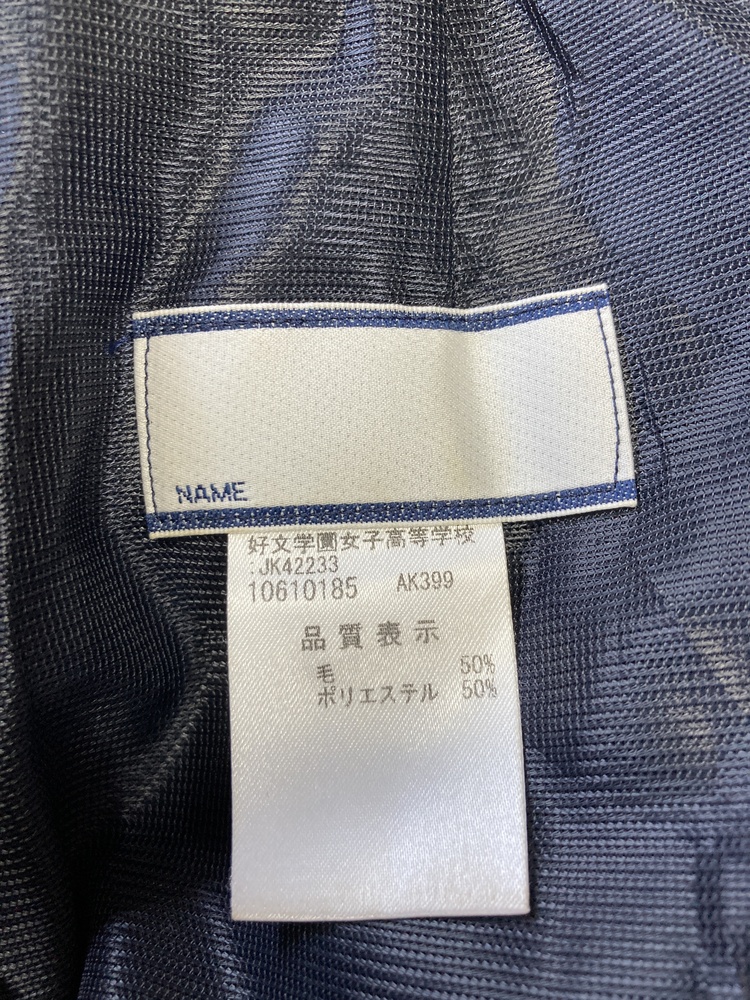 NAME
好文学園女子高等学校
:JK42233
10610185 AK399
品質表示
毛 50%
ポリエステル 50%